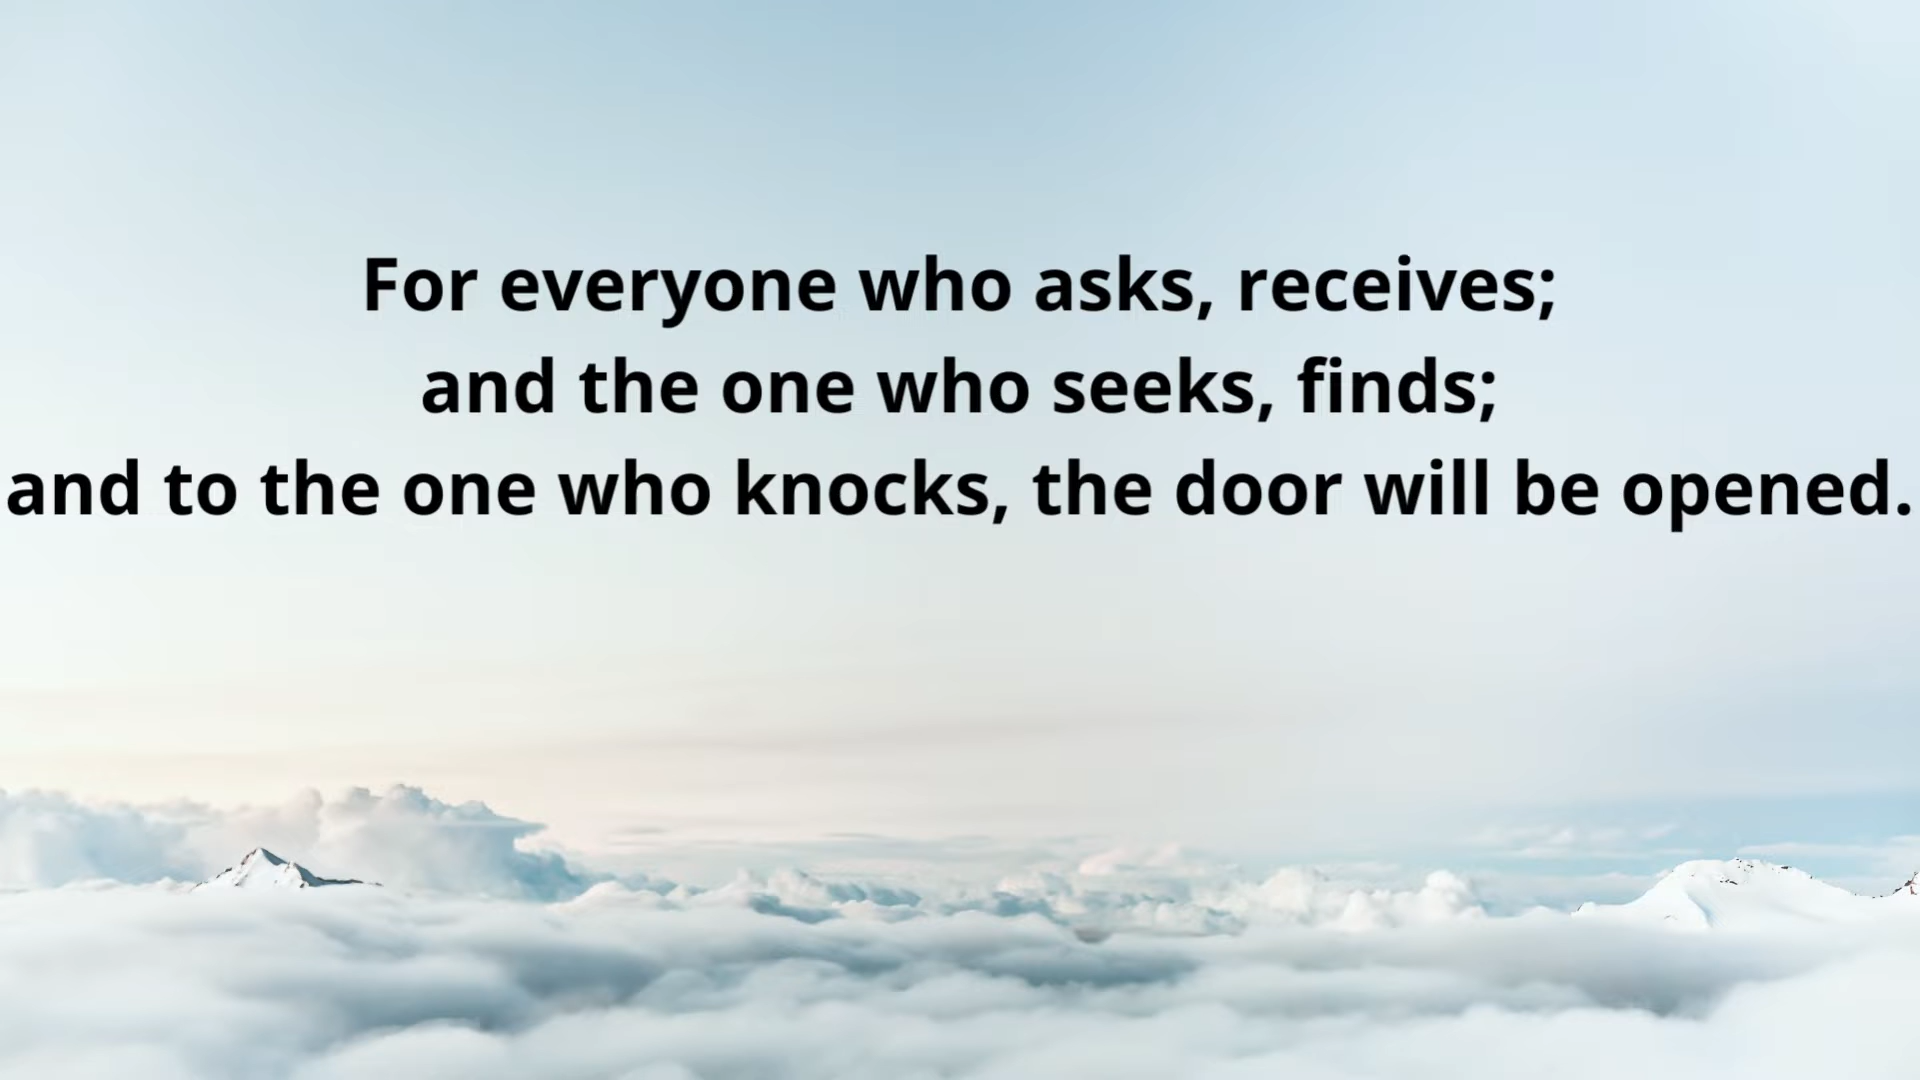 For everyone who asks, receives;
and the one who seeks, finds;
and to the one who knocks, the door will be opened.